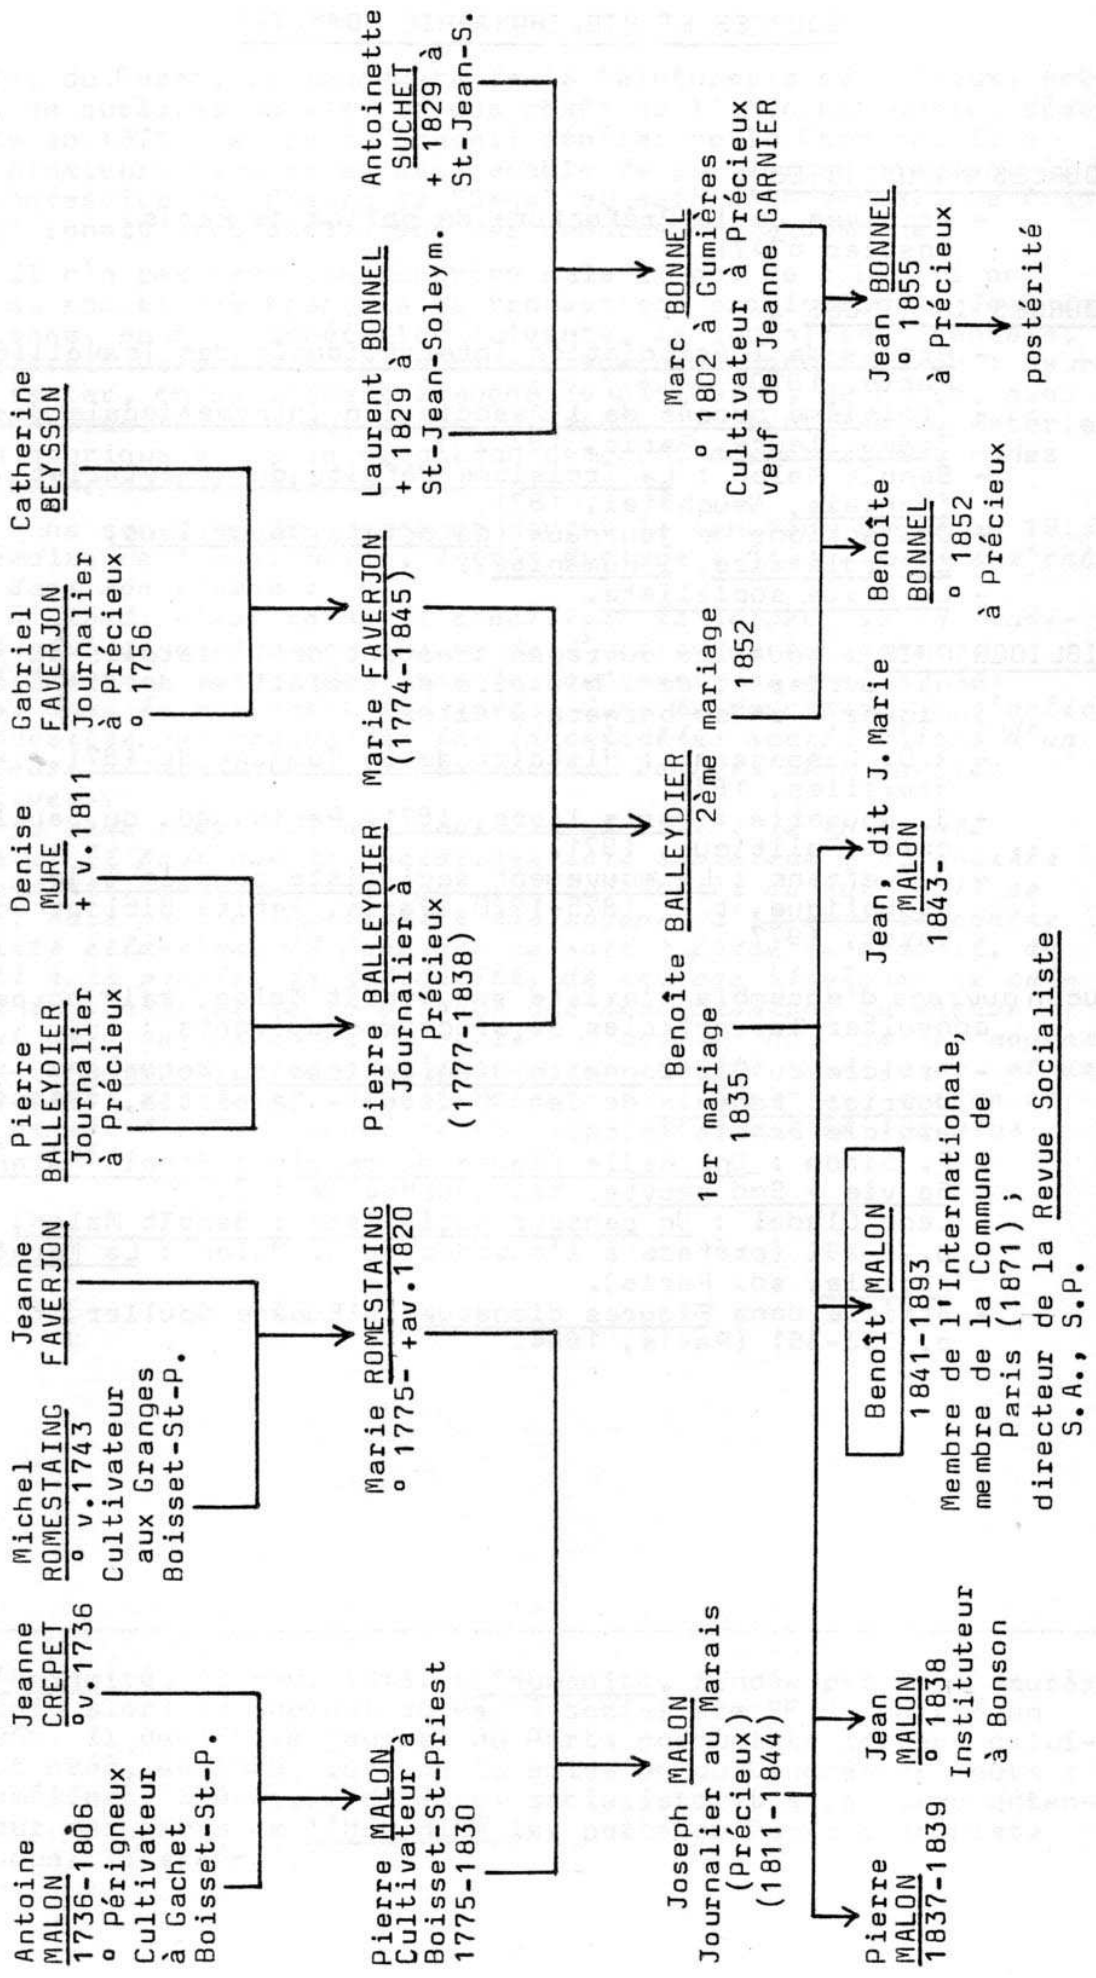 Antoine
MALON
1736-1806
º Périgneux
Cultivateur
à Gachet
Boisset-St-P.
Jeanne
CREPET
º v.1736
Michel
ROMESTAING
º v.1743
Cultivateur
aux Granges
Boisset-St-P.
Jeanne
FAVERJON
Pierre
BALLEYDIER
Journalier
à Précieux
Denise
MURE
+ v.1811
Gabriel
FAVERJON
Journalier
à Précieux
º 1756
Catherine
BEYSSON
Pierre MALON
Cultivateur à
Boisset-St-Priest
1775-1830
Marie ROMESTAING
º 1775- +av.1820
Pierre BALLEYDIER
Journalier à
Précieux
(1777-1838)
Marie FAVERJON
(1774-1845)
Laurent BONNEL
+ 1829 à
St-Jean-Soleym.
Antoinette
SUCHET
+ 1829 à
St-Jean-S.
Joseph MALON
Journalier au Marais
(Précieux)
(1811-1844)
1er mariage
1835
Benoîte BALLEYDIER
2ème mariage
1852
Marc BONNEL
º 1802 à Gumières
Cultivateur à Précieux
veuf de Jeanne GARNIER
Pierre
MALON
1837-1839
Jean
MALON
º 1838
Instituteur
à Boson
Benoît MALON
1841-1893
Membre de l'Internationale,
membre de la Commune de
Paris (1871) ;
directeur de la Revue Socialiste
S.A., S.P.
Jean, dit J.Marie
MALON
1843-
Benoîte
BONNEL
º 1852
à Précieux
Jean BONNEL
º 1855
à Précieux
postérité